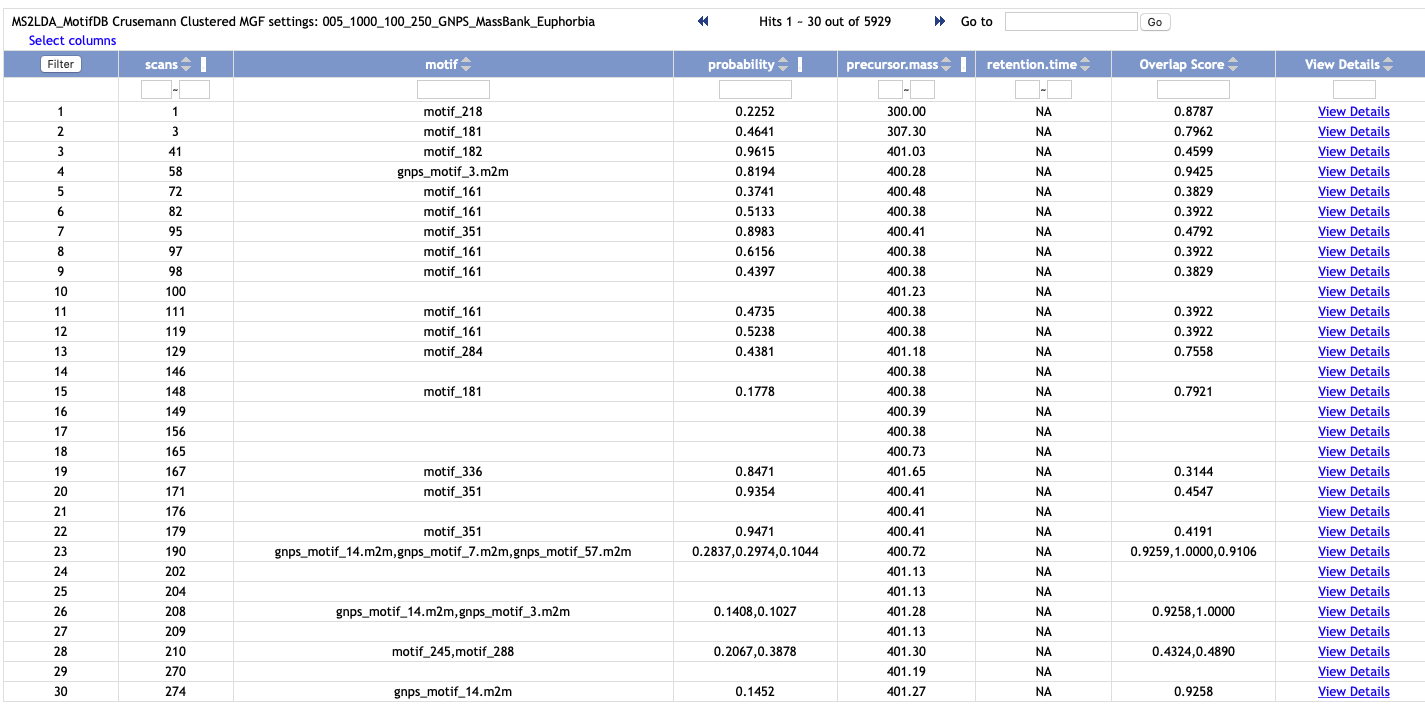 MS2LDA_MotifDB Crusemann Clustered MGF settings: 005_1000_100_250_GNPS_MassBank_Euphorbia Hits 1 ~ 30 out of 5929 Go to Go
Select columns
Filter scans motif probability precursor.mass retention.time Overlap Score View Details
~ ~ ~
1 1 motif_218 0.2252 300.00 NA 0.8787 View Details
2 3 motif_181 0.4641 307.30 NA 0.7962 View Details
3 41 motif_182 0.9615 401.03 NA 0.4599 View Details
4 58 gnps_motif_3.m2m 0.8194 400.28 NA 0.9425 View Details
5 72 motif_161 0.3741 400.48 NA 0.3829 View Details
6 82 motif_161 0.5133 400.38 NA 0.3922 View Details
7 95 motif_351 0.8983 400.41 NA 0.4792 View Details
8 97 motif_161 0.6156 400.38 NA 0.3922 View Details
9 98 motif_161 0.4397 400.38 NA 0.3829 View Details
10 100 401.23 NA View Details
11 111 motif_161 0.4735 400.38 NA 0.3922 View Details
12 119 motif_161 0.5238 400.38 NA 0.3922 View Details
13 129 motif_284 0.4381 401.18 NA 0.7558 View Details
14 146 400.38 NA View Details
15 148 motif_181 0.1778 400.38 NA 0.7921 View Details
16 149 400.39 NA View Details
17 156 400.38 NA View Details
18 165 400.73 NA View Details
19 167 motif_336 0.8471 401.65 NA 0.3144 View Details
20 171 motif_351 0.9354 400.41 NA 0.4547 View Details
21 176 400.41 NA View Details
22 179 motif_351 0.9471 400.41 NA 0.4191 View Details
23 190 gnps_motif_14.m2m,gnps_motif_7.m2m,gnps_motif_57.m2m 0.2837,0.2974,0.1044 400.72 NA 0.9259,1.0000,0.9106 View Details
24 202 401.13 NA View Details
25 204 401.13 NA View Details
26 208 gnps_motif_14.m2m,gnps_motif_3.m2m 0.1408,0.1027 401.28 NA 0.9258,1.0000 View Details
27 209 401.13 NA View Details
28 210 motif_245,motif_288 0.2067,0.3878 401.30 NA 0.4324,0.4890 View Details
29 270 401.19 NA View Details
30 274 gnps_motif_14.m2m 0.1452 401.27 NA 0.9258 View Details